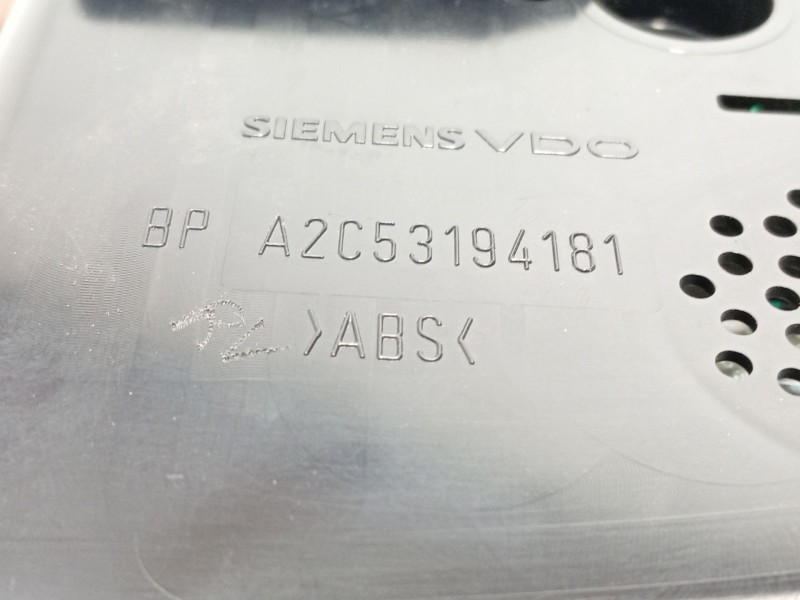 SIEMENS VDO
BP A2C53194181
>ABS<